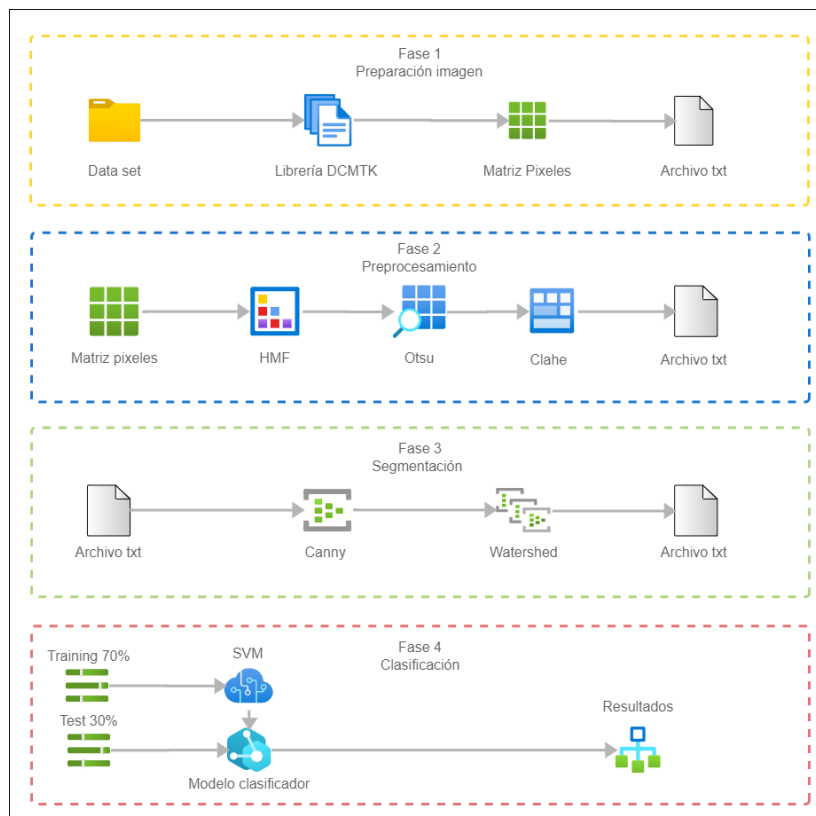 Fase 1
Preparación imagen
Data set
Librería DCMTK
Matriz Pixeles
Archivo txt
Fase 2
Preprocesamiento
Matriz pixeles
HMF
Otsu
Clahe
Archivo txt
Fase 3
Segmentación
Archivo txt
Canny
Watershed
Archivo txt
Fase 4
Clasificación
Training 70%
SVM
Test 30%
Modelo clasificador
Resultados